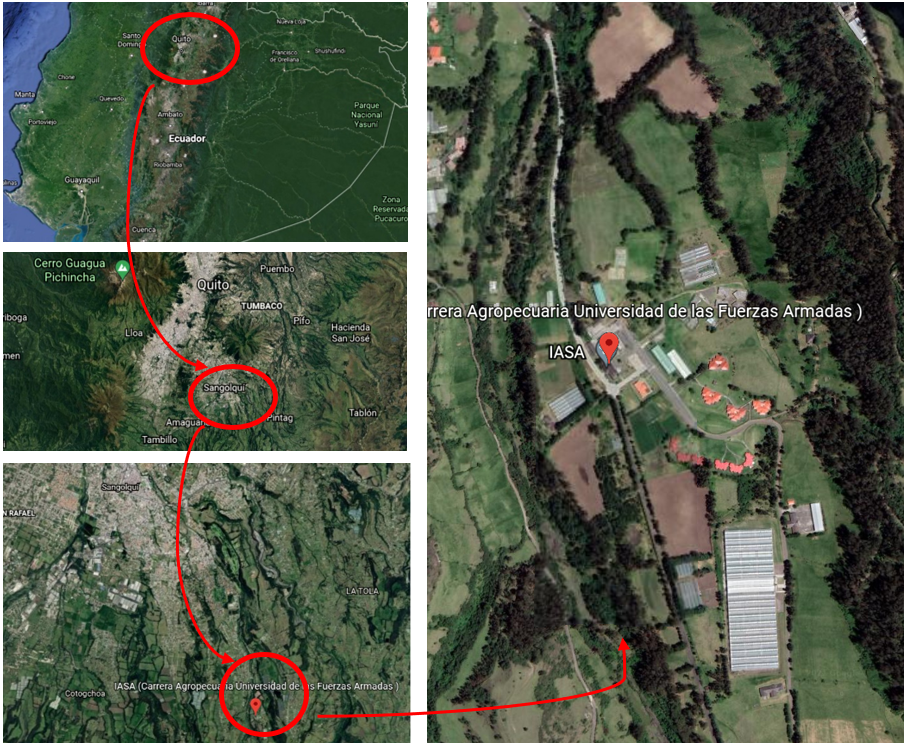 Ibarra
Nueva Loja
Santo
Domingo
Quito
Francisco
de Orellana
Shushufindi
Chone
Manta
Quevedo
Portoviejo
Ambato
Parque
Nacional
Yasuní
Ecuador
Riobamba
Guayaquil
Zona
Reservada
Pucacuro
Cuenca
Cerro Guagua
Pichincha
Quito
Puembo
TUMBACO
Pifo
Lloa
Hacienda
San José
Sangolquí
Tablón
Pintag
Tambillo
Sangolquí
N RAFAEL
LA TOLA
Cotogchoa
IASA (Carrera Agropecuaria Universidad de las Fuerzas Armadas )
rrera Agropecuaria Universidad de las Fuerzas Armadas )
IASA